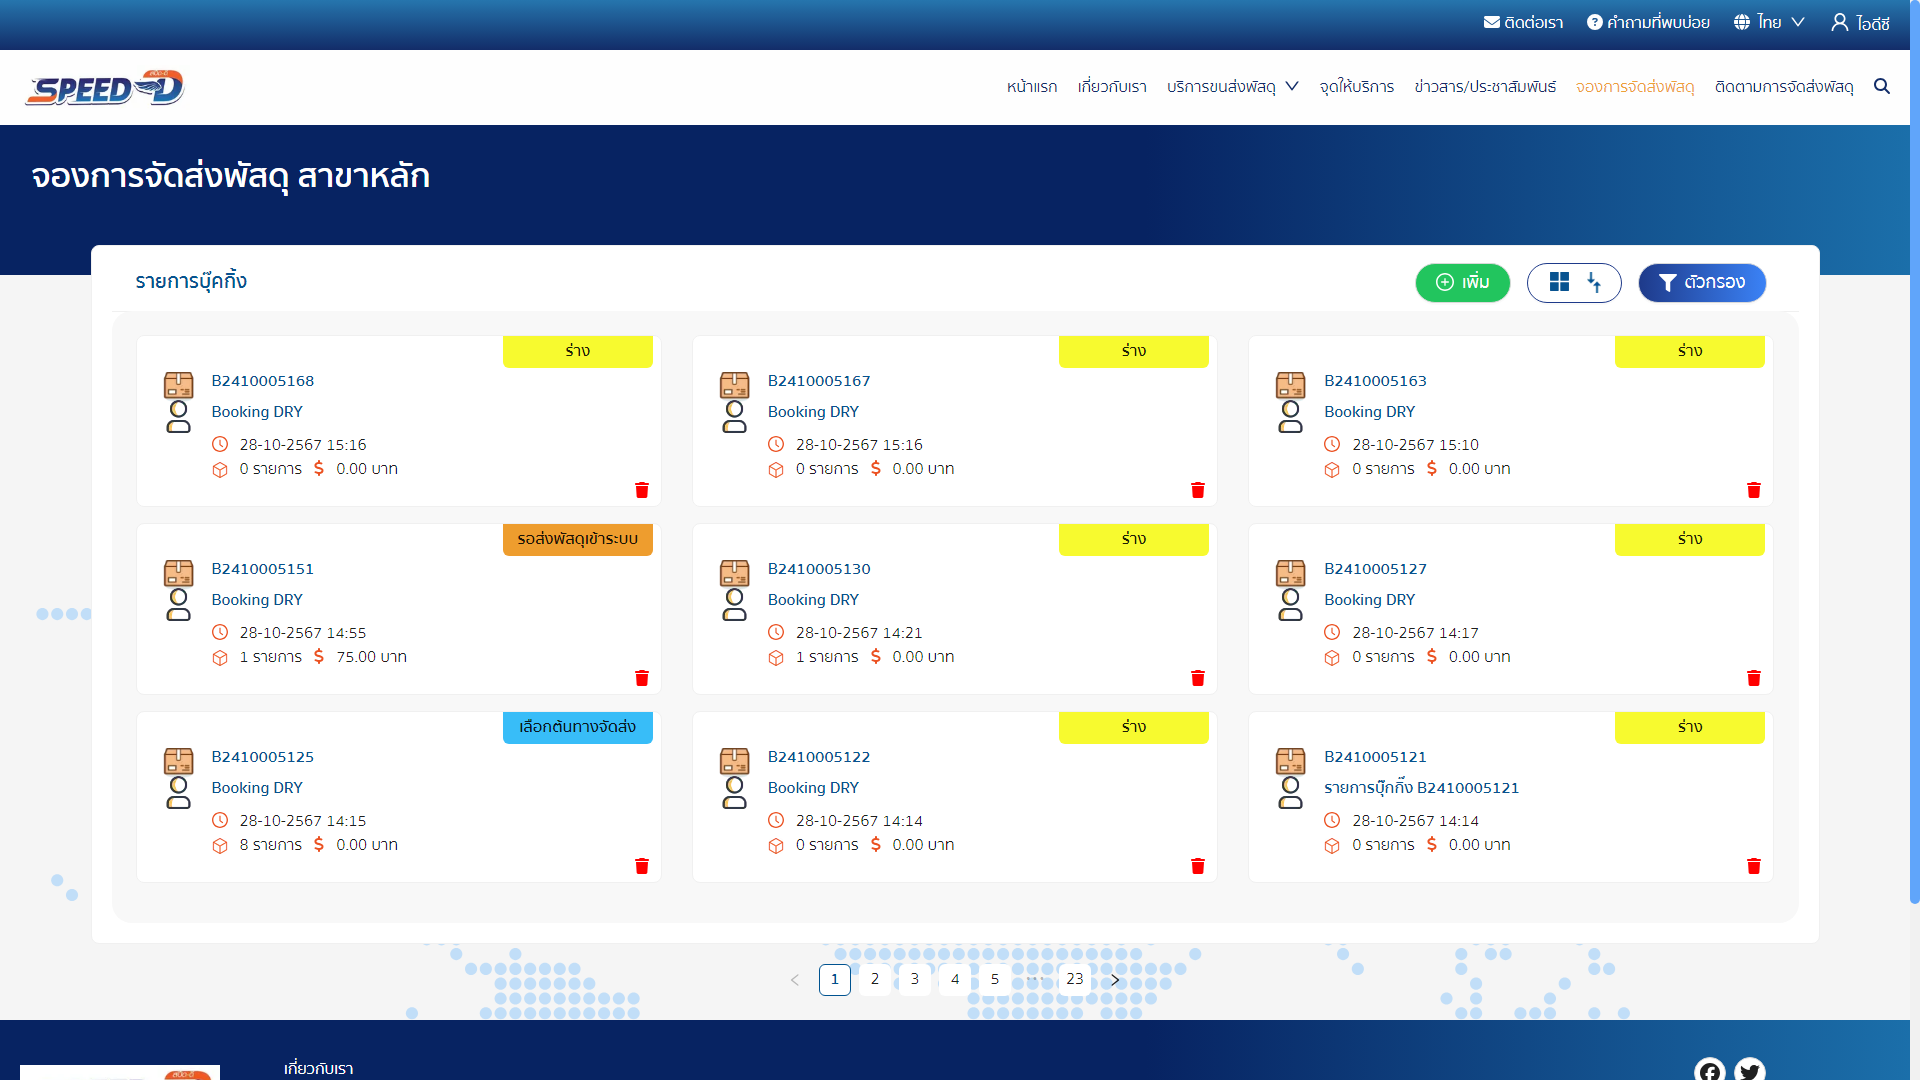 ติดต่อเรา คำถามที่พบบ่อย ไทย ไอดีซี
SPEED-D
หน้าแรก เกี่ยวกับเรา บริการขนส่งพัสดุ จุดให้บริการ ข่าวสาร/ประชาสัมพันธ์ จองการจัดส่งพัสดุ ติดตามการจัดส่งพัสดุ
จองการจัดส่งพัสดุ สาขาหลัก
รายการบุ๊คกิ้ง เพิ่ม ตัวกรอง
ร่าง
B2410005168
Booking DRY
28-10-2567 15:16
0 รายการ $ 0.00 บาท
ร่าง
B2410005167
Booking DRY
28-10-2567 15:16
0 รายการ $ 0.00 บาท
ร่าง
B2410005163
Booking DRY
28-10-2567 15:10
0 รายการ $ 0.00 บาท
รอส่งพัสดุเข้าระบบ
B2410005151
Booking DRY
28-10-2567 14:55
1 รายการ $ 75.00 บาท
ร่าง
B2410005130
Booking DRY
28-10-2567 14:21
1 รายการ $ 0.00 บาท
ร่าง
B2410005127
Booking DRY
28-10-2567 14:17
0 รายการ $ 0.00 บาท
เลือกต้นทางจัดส่ง
B2410005125
Booking DRY
28-10-2567 14:15
8 รายการ $ 0.00 บาท
ร่าง
B2410005122
Booking DRY
28-10-2567 14:14
0 รายการ $ 0.00 บาท
ร่าง
B2410005121
รายการบุ๊กกิ๊ง B2410005121
28-10-2567 14:14
0 รายการ $ 0.00 บาท
1 2 3 4 5 ••• 23
เกี่ยวกับเรา